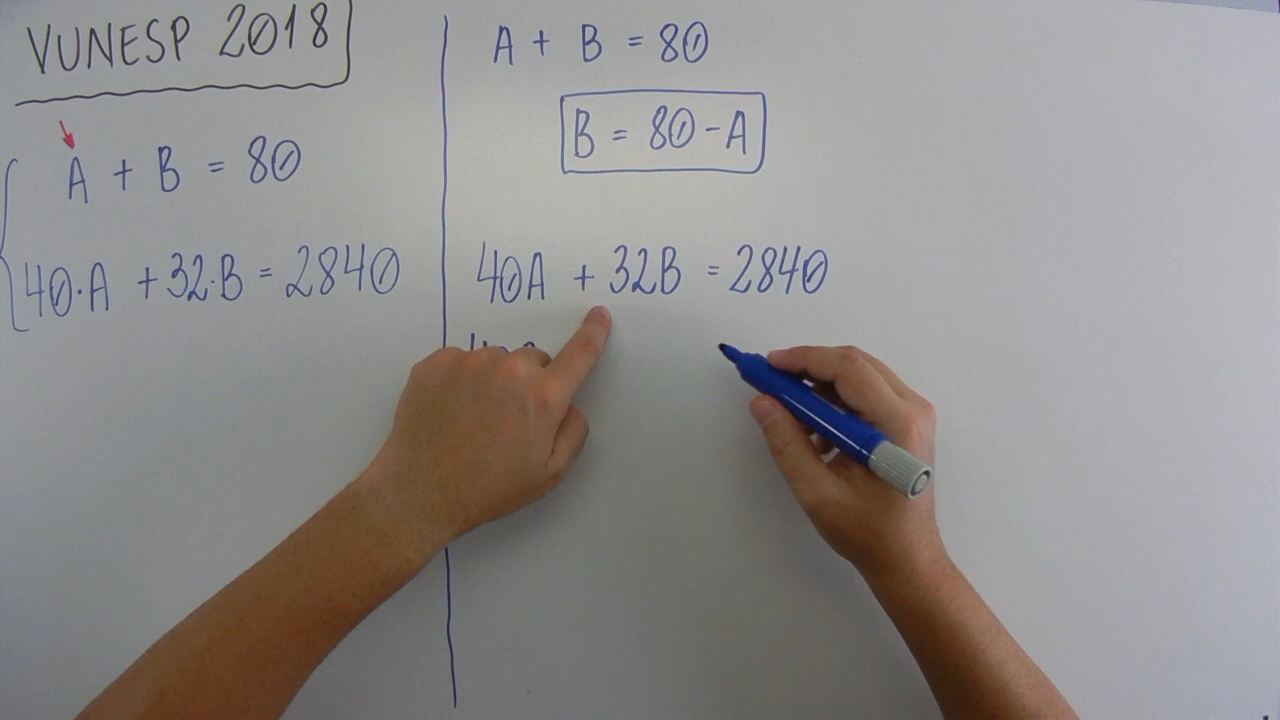 VUNESP 2018
A + B = 80
40·A + 32·B = 2840
A + B = 80
B = 80 - A
40A + 32B = 2840